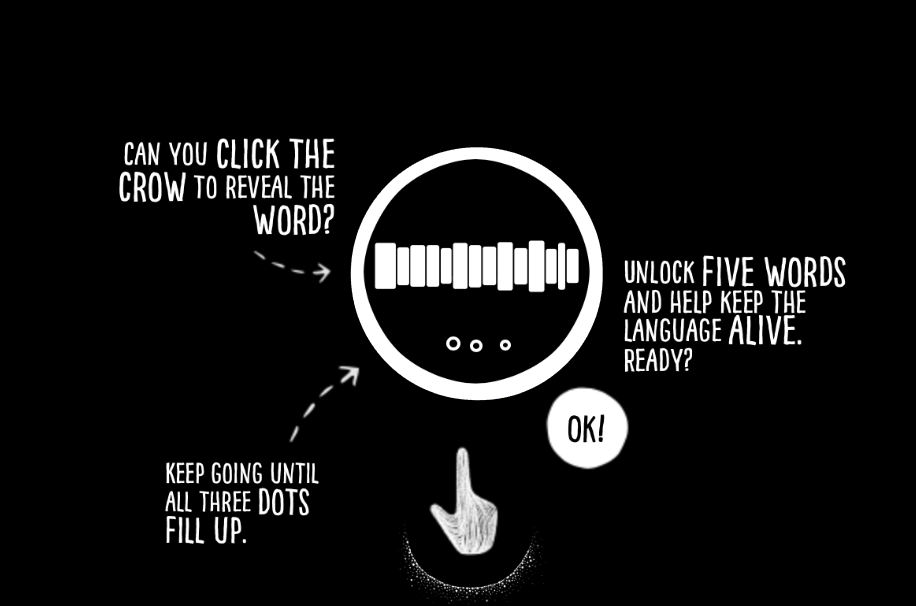 CAN YOU CLICK THE
CROW TO REVEAL THE
WORD?
UNLOCK FIVE WORDS
AND HELP KEEP THE
LANGUAGE ALIVE.
READY?
OK!
KEEP GOING UNTIL
ALL THREE DOTS
FILL UP.